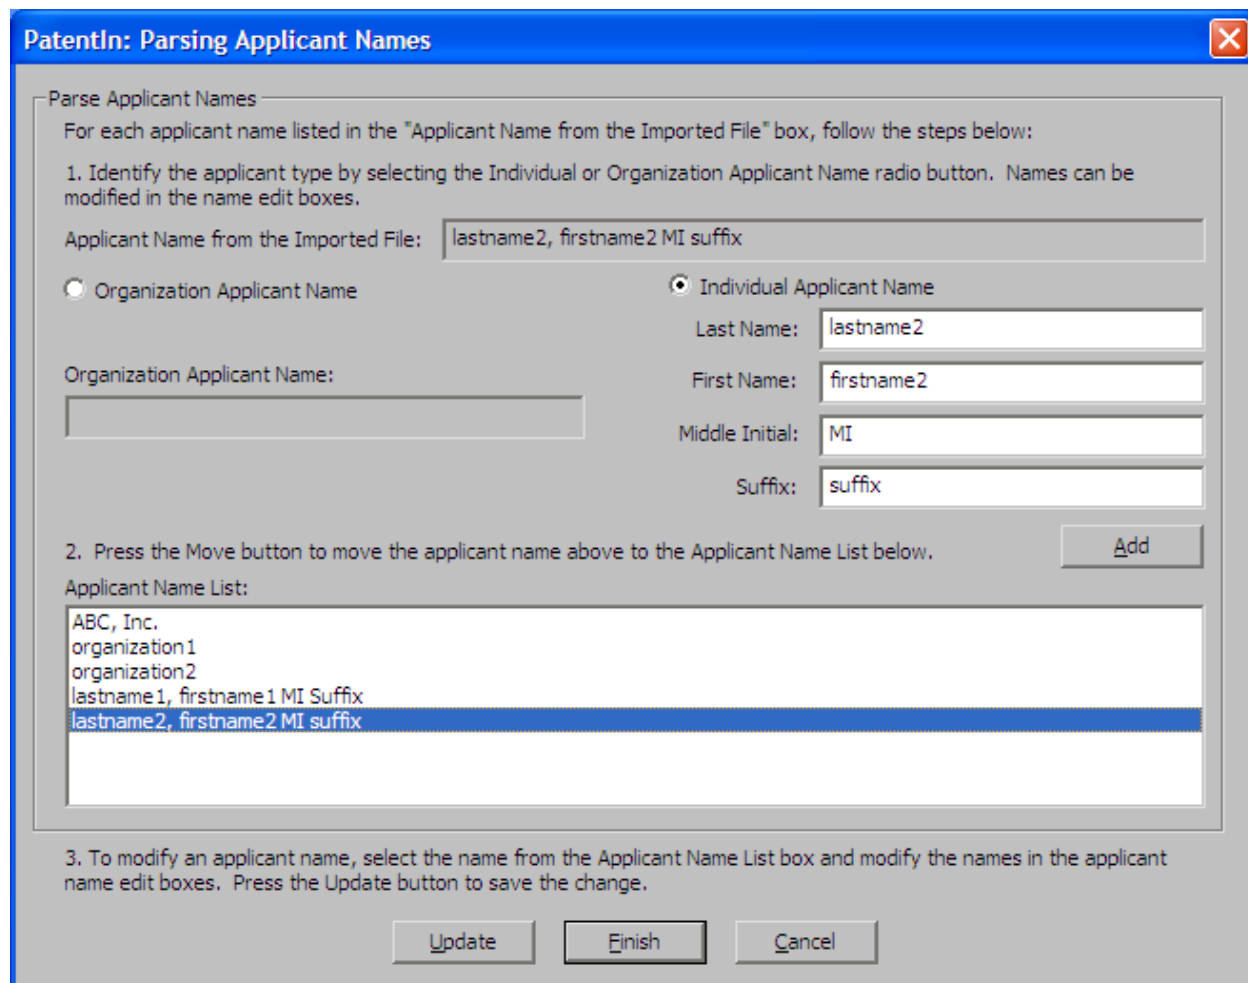 PatentIn: Parsing Applicant Names
Parse Applicant Names
For each applicant name listed in the "Applicant Name from the Imported File" box, follow the steps below:
1. Identify the applicant type by selecting the Individual or Organization Applicant Name radio button. Names can be
modified in the name edit boxes.
Applicant Name from the Imported File: lastname2, firstname2 MI suffix
Organization Applicant Name
Individual Applicant Name
Last Name: lastname2
Organization Applicant Name:
First Name: firstname2
Middle Initial: MI
Suffix: suffix
2. Press the Move button to move the applicant name above to the Applicant Name List below.
Add
Applicant Name List:
ABC, Inc.
organization1
organization2
lastname1, firstname1 MI Suffix
lastname2, firstname2 MI suffix
3. To modify an applicant name, select the name from the Applicant Name List box and modify the names in the applicant
name edit boxes. Press the Update button to save the change.
Update Finish Cancel